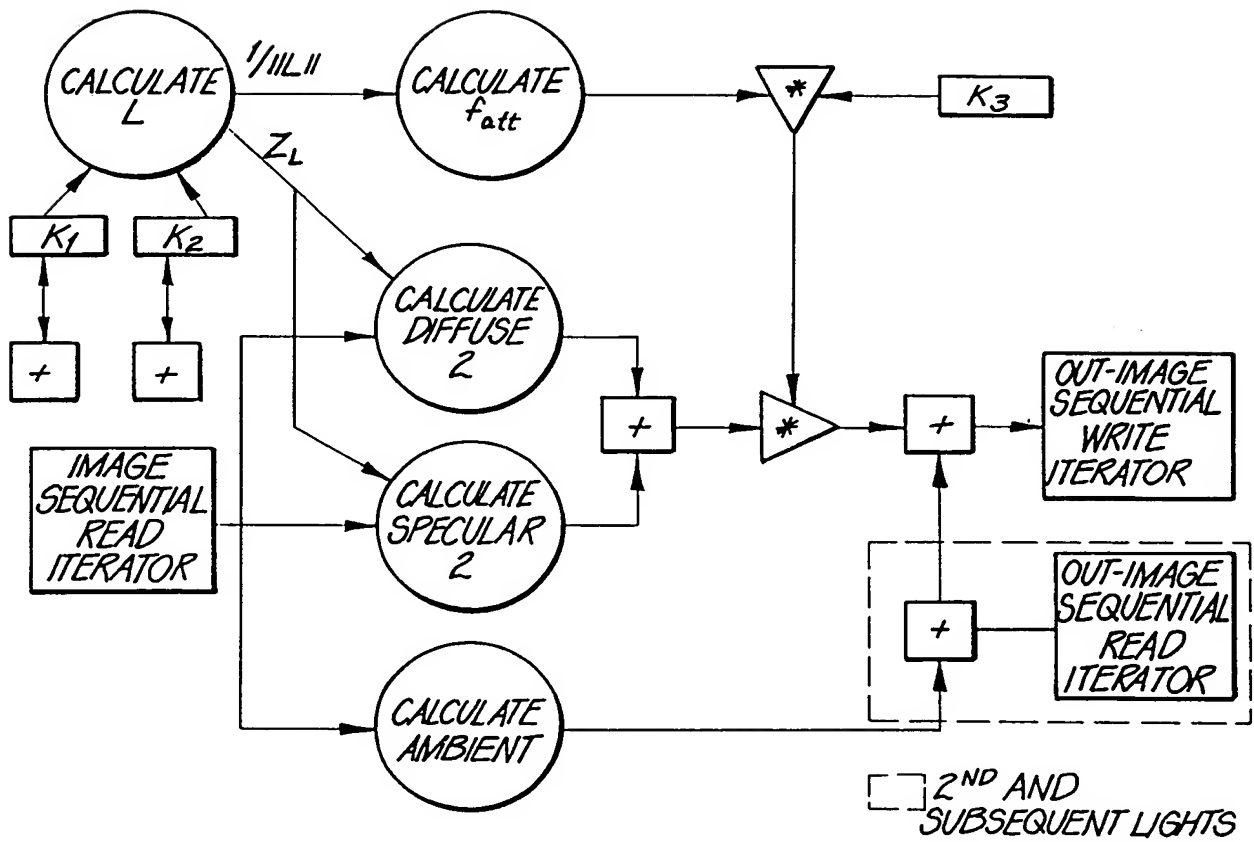 CALCULATE
L
1/||L||
CALCULATE
f_att
*
K3
Z_L
K1
K2
+
+
CALCULATE
DIFFUSE
2
+
*
+
OUT-IMAGE
SEQUENTIAL
WRITE
ITERATOR
IMAGE
SEQUENTIAL
READ
ITERATOR
CALCULATE
SPECULAR
2
+
OUT-IMAGE
SEQUENTIAL
READ
ITERATOR
CALCULATE
AMBIENT
2ND AND
SUBSEQUENT LIGHTS